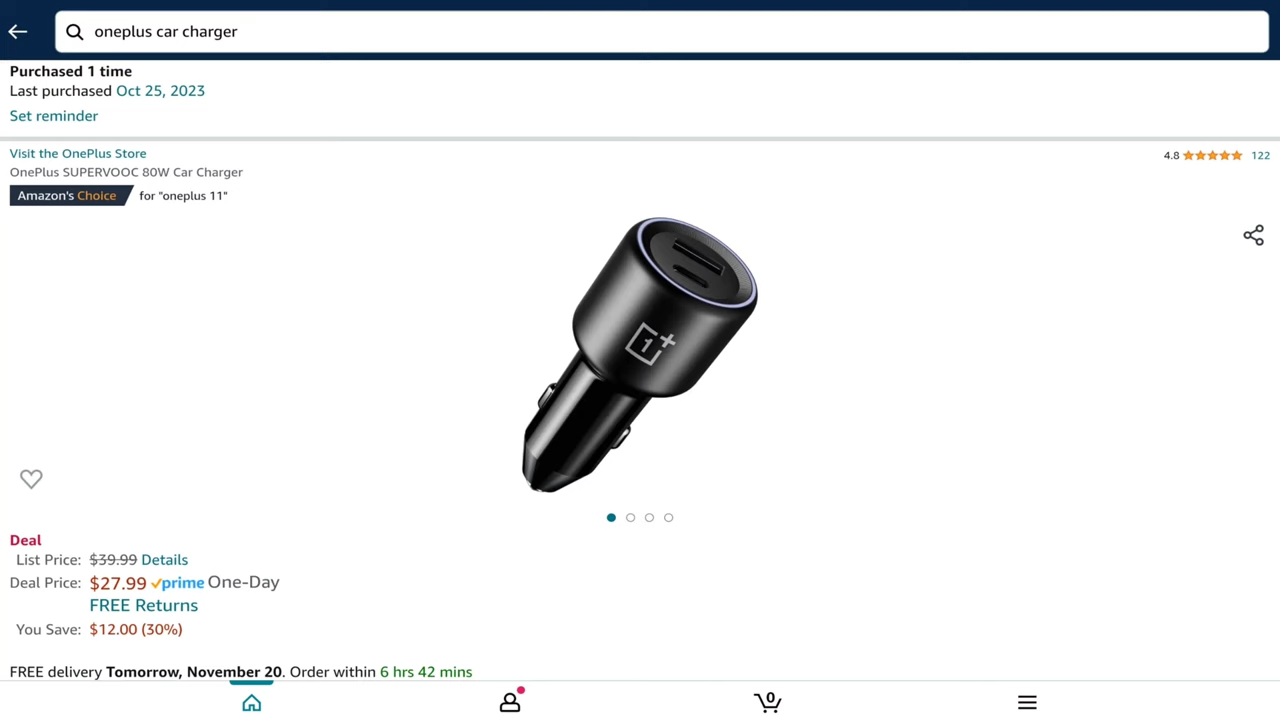 oneplus car charger
Purchased 1 time
Last purchased Oct 25, 2023
Set reminder
Visit the OnePlus Store
4.8 122
OnePlus SUPERVOOC 80W Car Charger
Amazon's Choice for "oneplus 11"
1+
Deal
List Price: $39.99 Details
Deal Price: $27.99 prime One-Day
FREE Returns
You Save: $12.00 (30%)
FREE delivery Tomorrow, November 20. Order within 6 hrs 42 mins
0